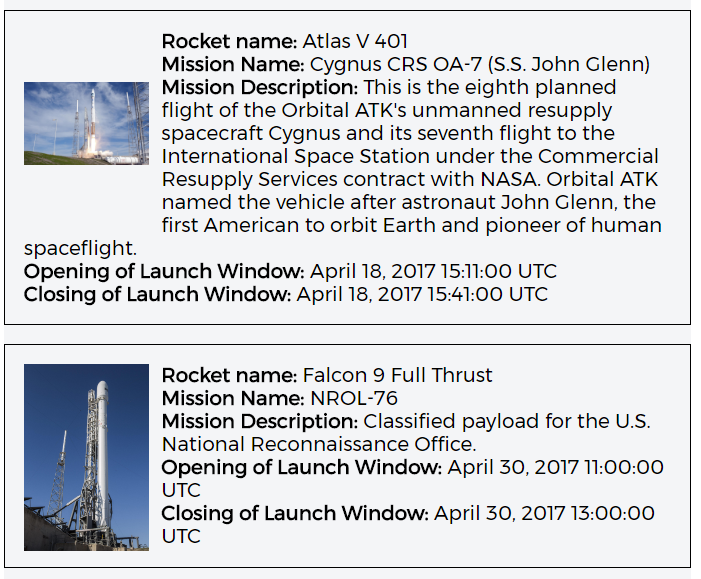 Rocket name: Atlas V 401
Mission Name: Cygnus CRS OA-7 (S.S. John Glenn)
Mission Description: This is the eighth planned
flight of the Orbital ATK's unmanned resupply
spacecraft Cygnus and its seventh flight to the
International Space Station under the Commercial
Resupply Services contract with NASA. Orbital ATK
named the vehicle after astronaut John Glenn, the
first American to orbit Earth and pioneer of human
spaceflight.
Opening of Launch Window: April 18, 2017 15:11:00 UTC
Closing of Launch Window: April 18, 2017 15:41:00 UTC
Rocket name: Falcon 9 Full Thrust
Mission Name: NROL-76
Mission Description: Classified payload for the U.S.
National Reconnaissance Office.
Opening of Launch Window: April 30, 2017 11:00:00
UTC
Closing of Launch Window: April 30, 2017 13:00:00
UTC